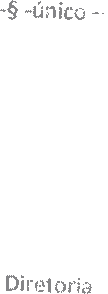 -§ -único --
Diretoria